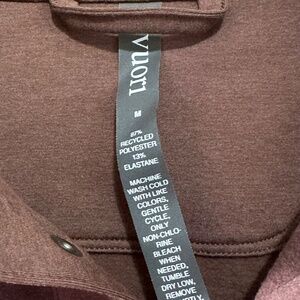 vuori
M
87%
RECYCLED
POLYESTER
13%
ELASTANE
MACHINE
WASH COLD
WITH LIKE
COLORS,
GENTLE
CYCLE,
ONLY
NON-CHLO-
RINE
BLEACH
WHEN
NEEDED,
TUMBLE
DRY LOW,
REMOVE